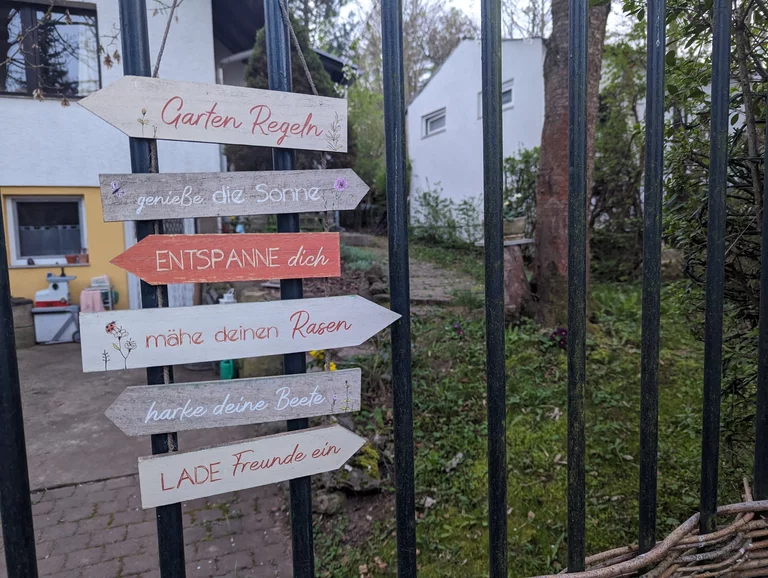 Garten Regeln
genieße die Sonne
ENTSPANNE dich
mähe deinen Rasen
harke deine Beete
LADE Freunde ein